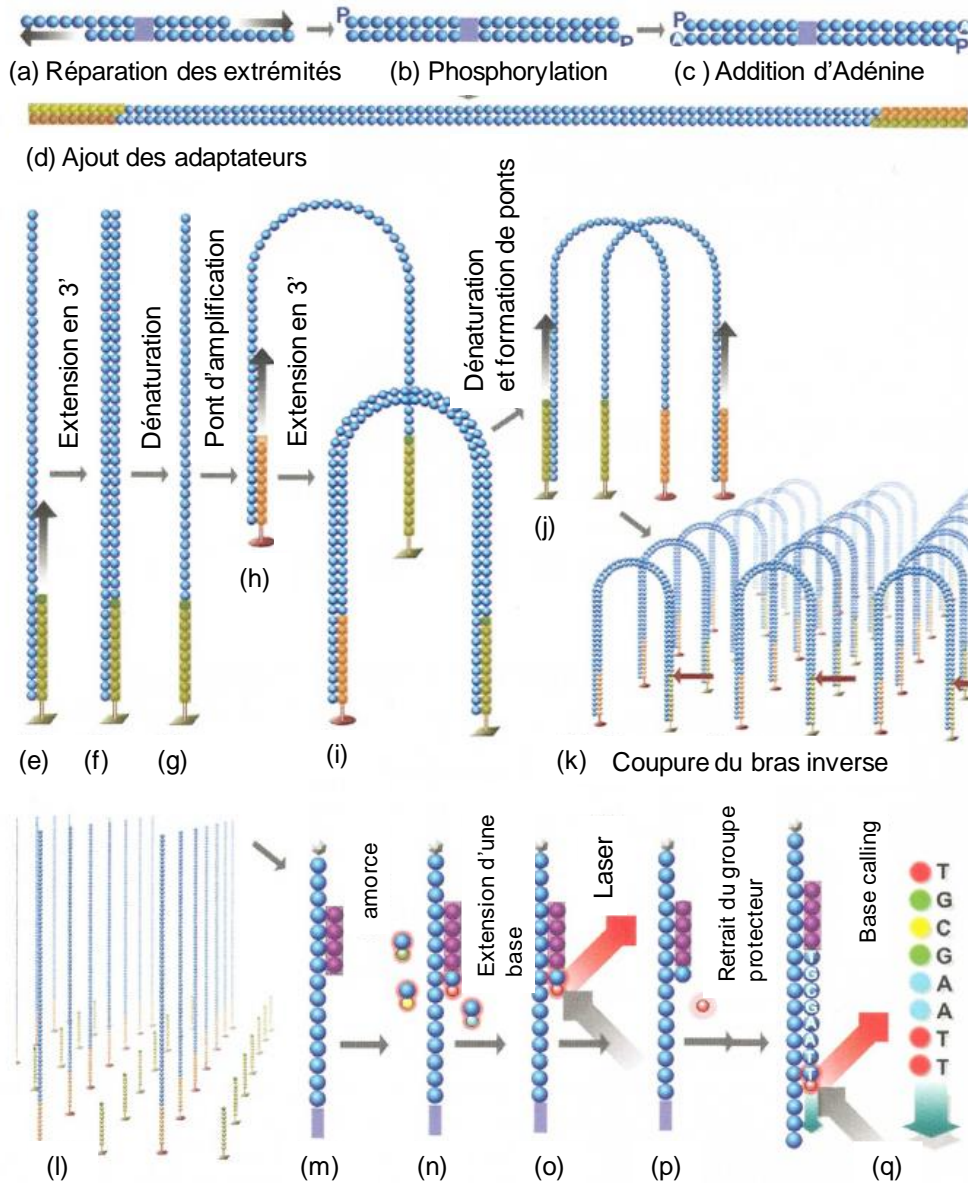 P
P
P
A
A
P
(a) Réparation des extrémités
(b) Phosphorylation
(c ) Addition d'Adénine
(d) Ajout des adaptateurs
Extension en 3'
Dénaturation
Pont d'amplification
Extension en 3'
Dénaturation
et formation de ponts
(h)
(j)
(e)
(f)
(g)
(i)
(k)
Coupure du bras inverse
amorce
Extension d'une
base
Laser
Retrait du groupe
protecteur
Base calling
T
G
C
G
A
A
T
T
TGGGATT
(l)
(m)
(n)
(o)
(p)
(q)